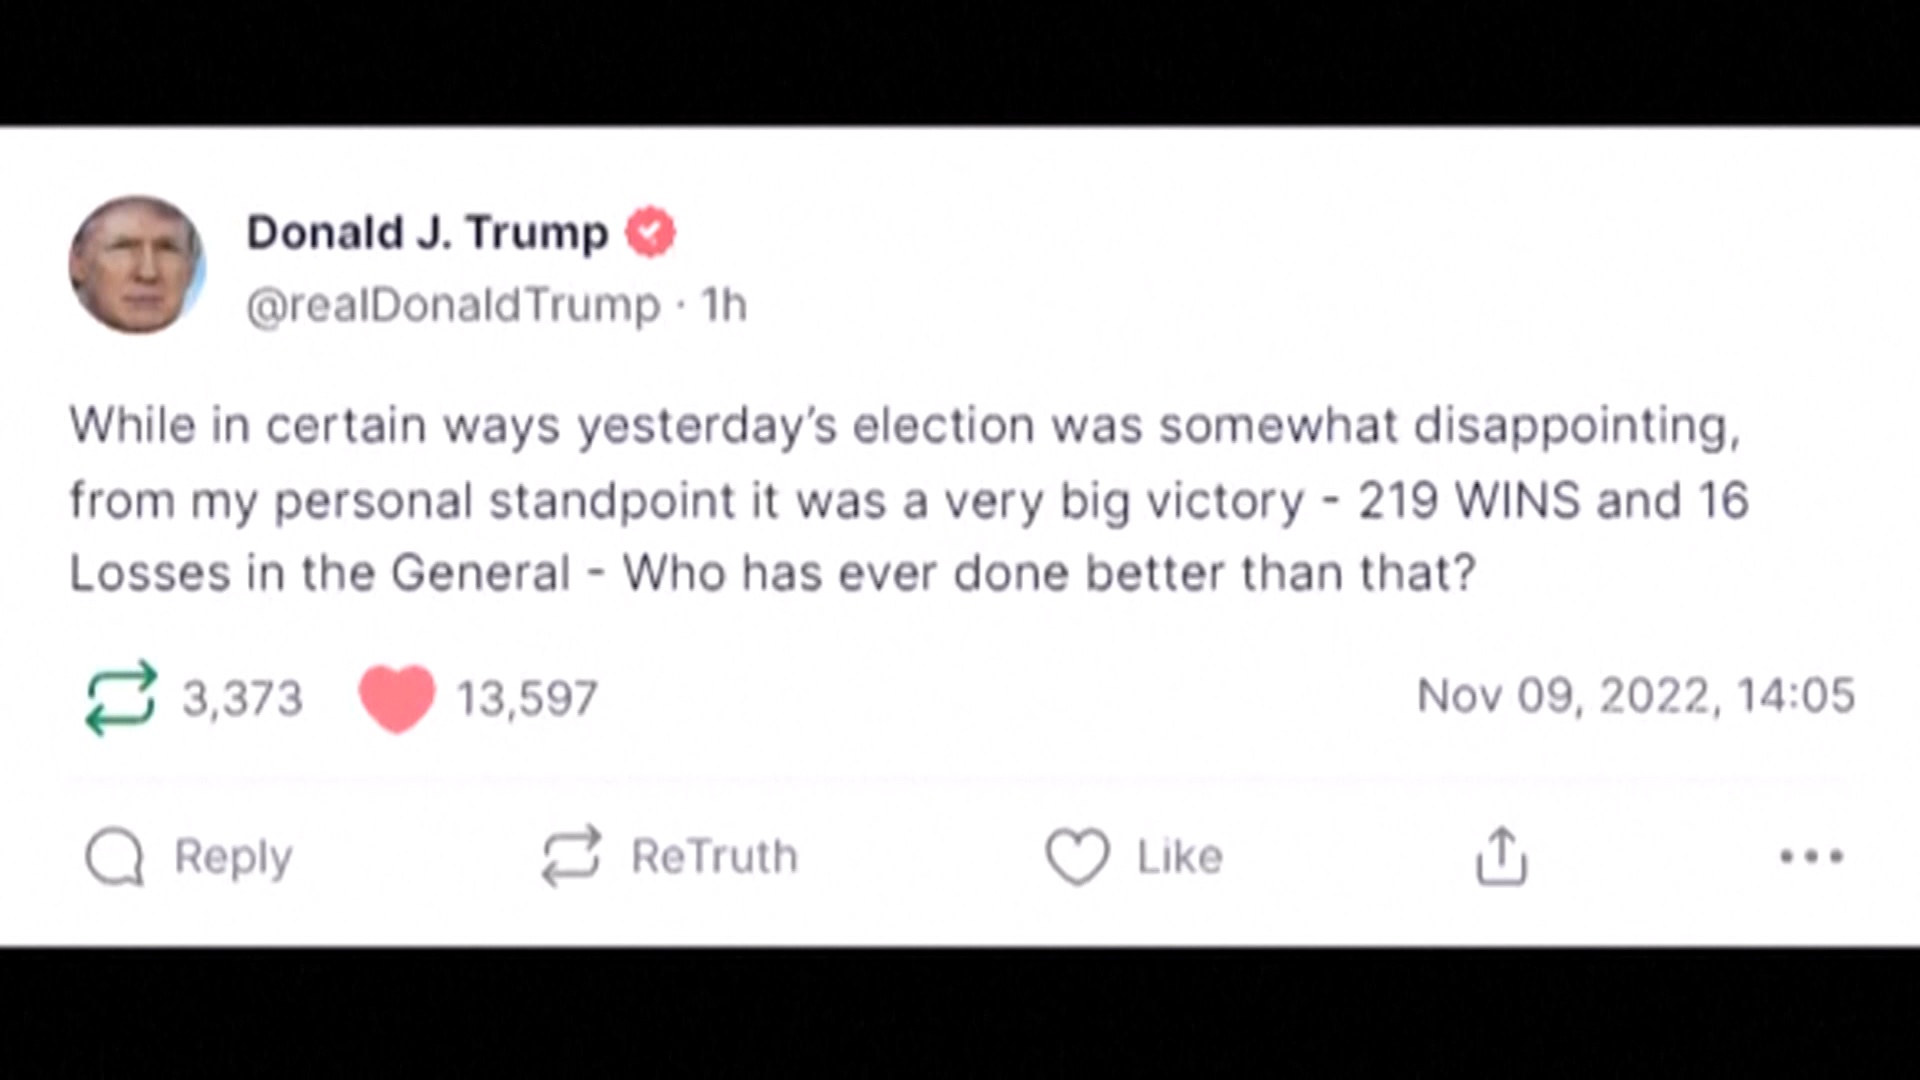 Donald J. Trump
@realDonaldTrump · 1h
While in certain ways yesterday’s election was somewhat disappointing,
from my personal standpoint it was a very big victory - 219 WINS and 16
Losses in the General - Who has ever done better than that?
3,373 13,597 Nov 09, 2022, 14:05
Reply ReTruth Like